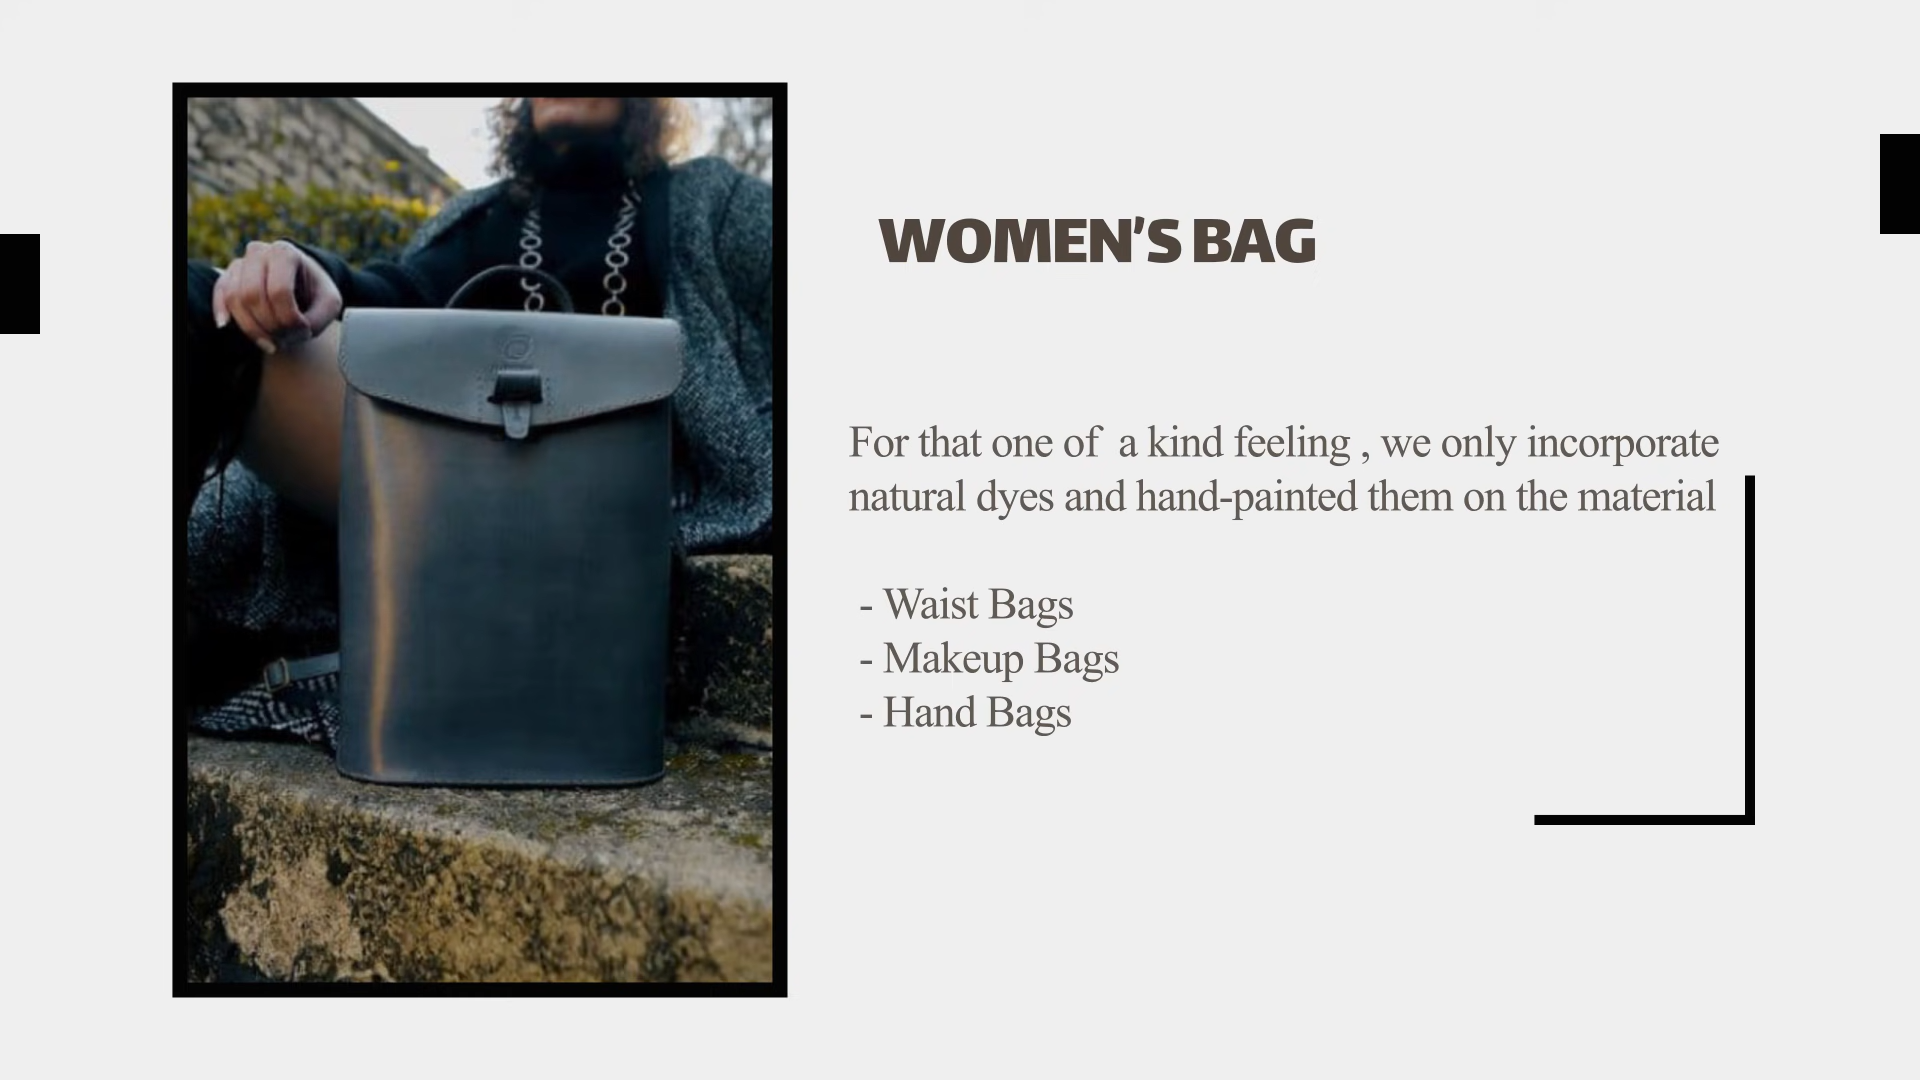 WOMEN'S BAG
For that one of  a kind feeling , we only incorporate
natural dyes and hand-painted them on the material
- Waist Bags
- Makeup Bags
- Hand Bags